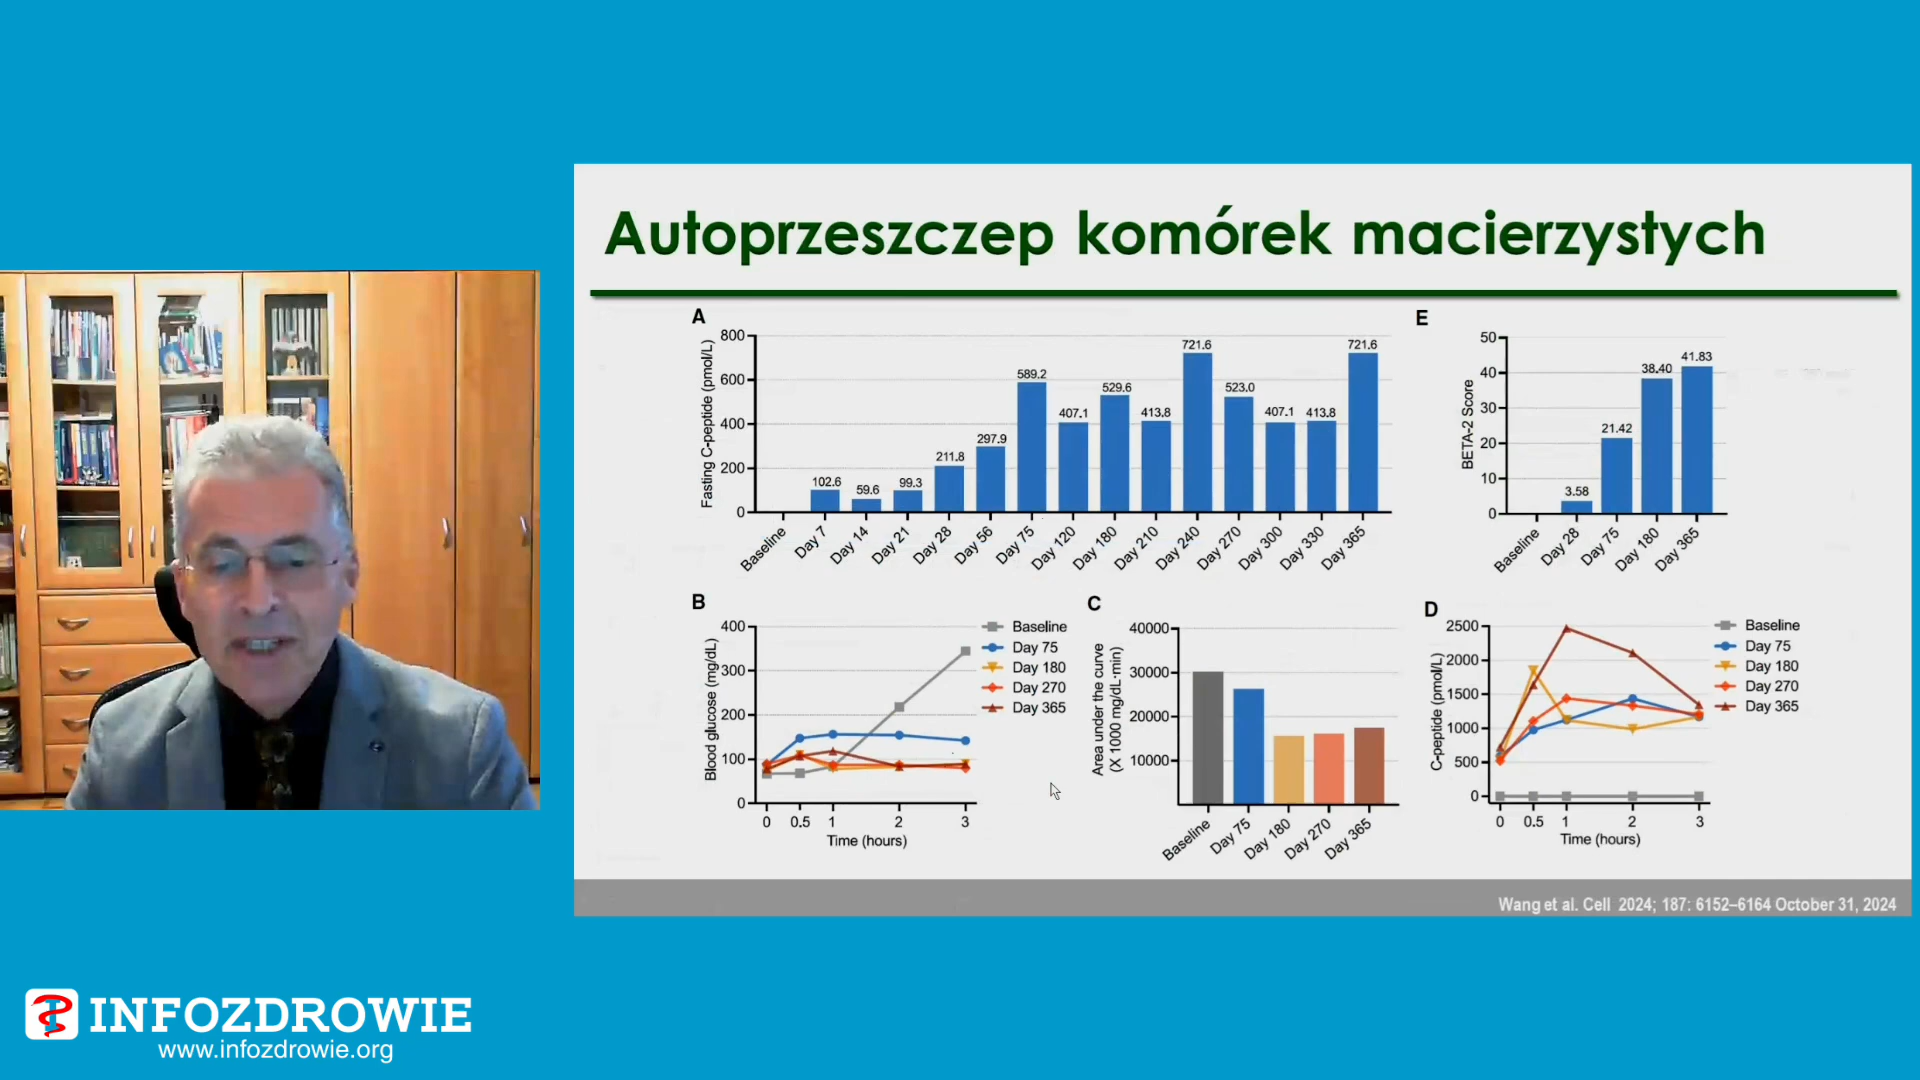 Autoprzeszczep komórek macierzystych
A
Fasting C-peptide (pmol/L)
800
600
400
200
0
102.6
59.6
99.3
211.8
297.9
589.2
407.1
529.6
413.8
721.6
523.0
407.1
413.8
721.6
Baseline
Day 7
Day 14
Day 21
Day 28
Day 56
Day 75
Day 120
Day 180
Day 210
Day 240
Day 270
Day 300
Day 330
Day 365
E
BETA-2 Score
50
40
30
20
10
0
3.58
21.42
38.40
41.83
Baseline
Day 28
Day 75
Day 180
Day 365
B
Blood glucose (mg/dL)
400
300
200
100
0
0 0.5 1 2 3
Time (hours)
Baseline
Day 75
Day 180
Day 270
Day 365
C
Area under the curve
(X 1000 mg/dL·min)
40000
30000
20000
10000
Baseline
Day 75
Day 180
Day 270
Day 365
D
C-peptide (pmol/L)
2500
2000
1500
1000
500
0
0 0.5 1 2 3
Time (hours)
Baseline
Day 75
Day 180
Day 270
Day 365
Wang et al. Cell 2024; 187: 6152–6164 October 31, 2024
INFOZDROWIE
www.infozdrowie.org